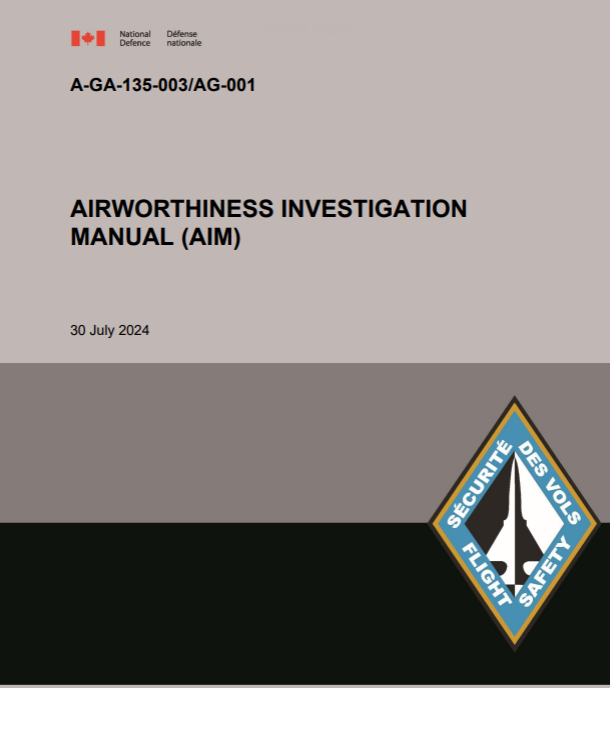 National Défense
Defence nationale
A-GA-135-003/AG-001
AIRWORTHINESS INVESTIGATION
MANUAL (AIM)
30 July 2024
SÉCURITÉ DES VOLS
FLIGHT SAFETY